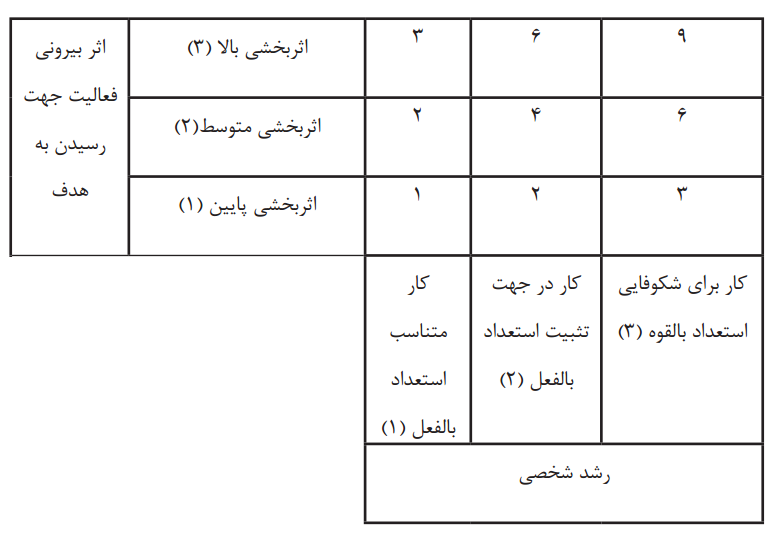 اثر بیرونی
فعالیت جهت
رسیدن به
هدف
اثربخشی بالا (۳)
۳
۶
۹
اثربخشی متوسط(۲)
۲
۴
۶
اثربخشی پایین (۱)
۱
۲
۳
کار
متناسب
استعداد
بالفعل (۱)
کار در جهت
تثبیت استعداد
بالفعل (۲)
کار برای شکوفایی
استعداد بالقوه (۳)
رشد شخصی